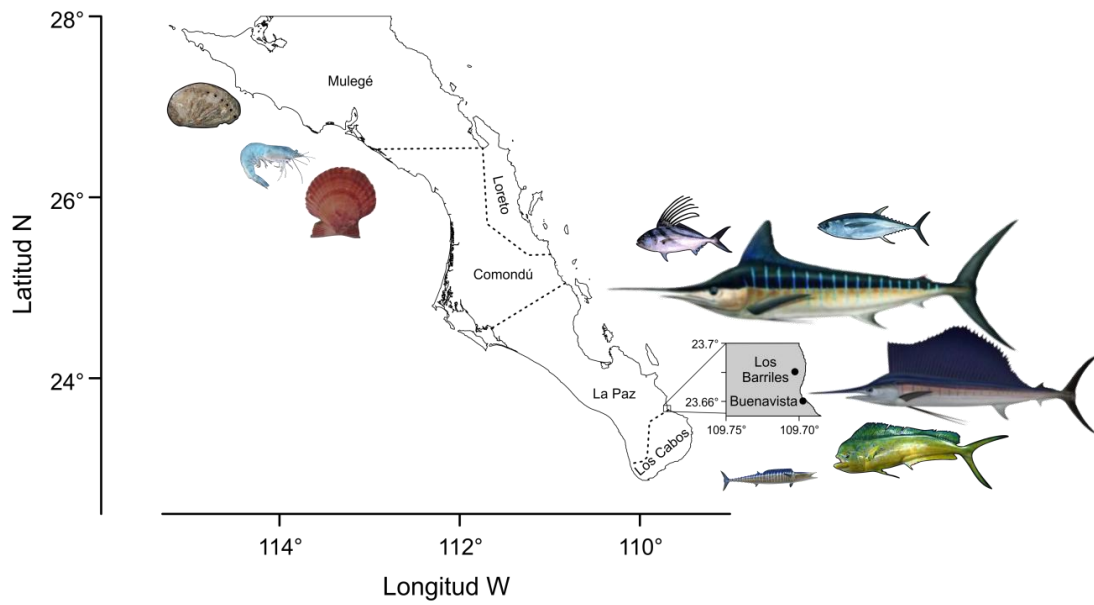 28°
Mulegé
26°
Loreto
Latitud N
Comondú
23.7°
Los
Barriles
24°
La Paz
23.66°
Buenavista
109.75°
109.70°
Los Cabos
114°
112°
110°
Longitud W